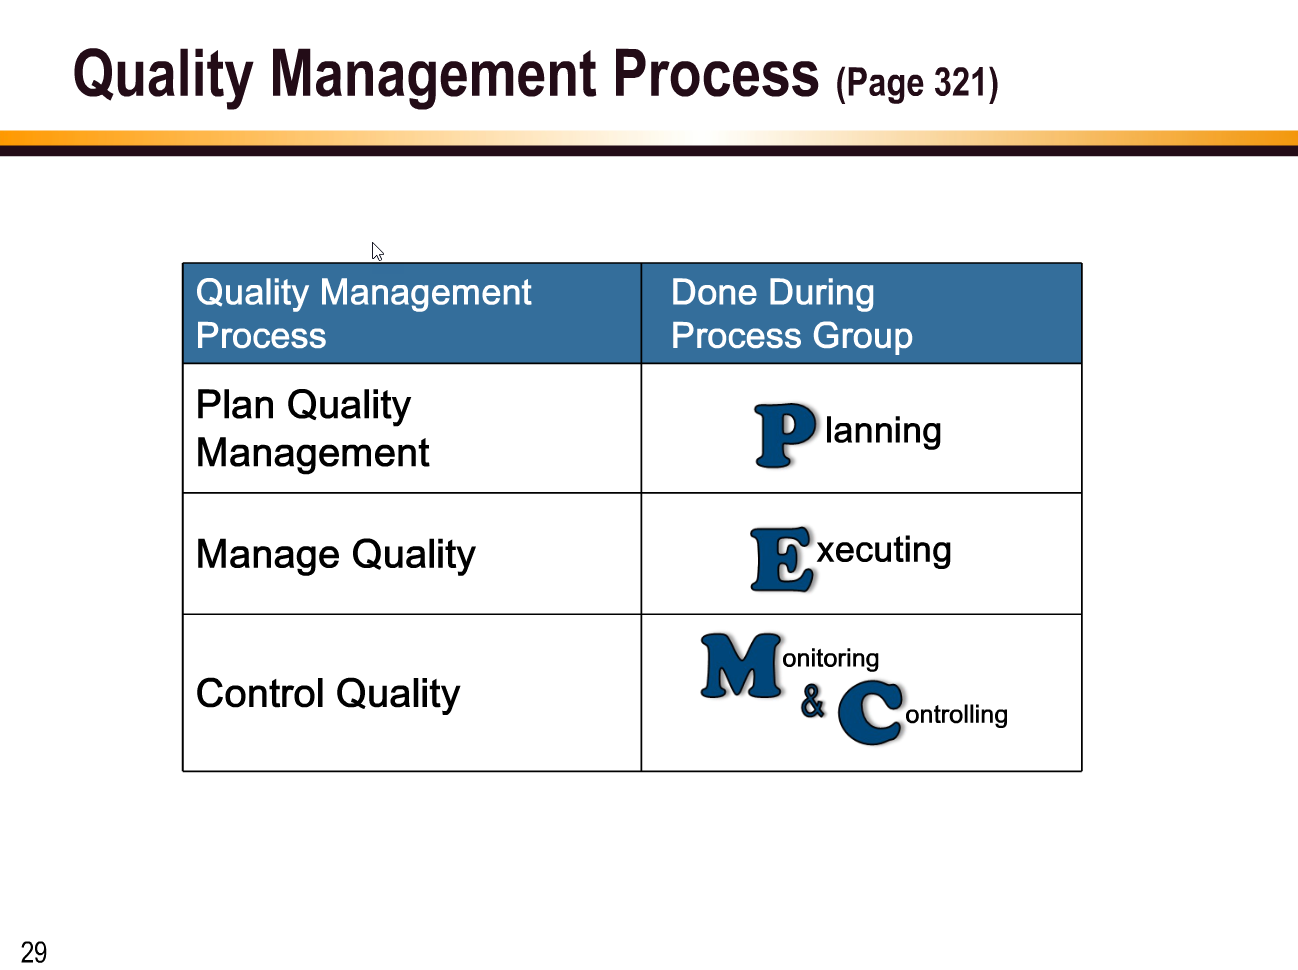 Quality Management Process (Page 321)
Quality Management
Process
Done During
Process Group
Plan Quality
Management
Planning
Manage Quality
Executing
Control Quality
Monitoring
& Controlling
29